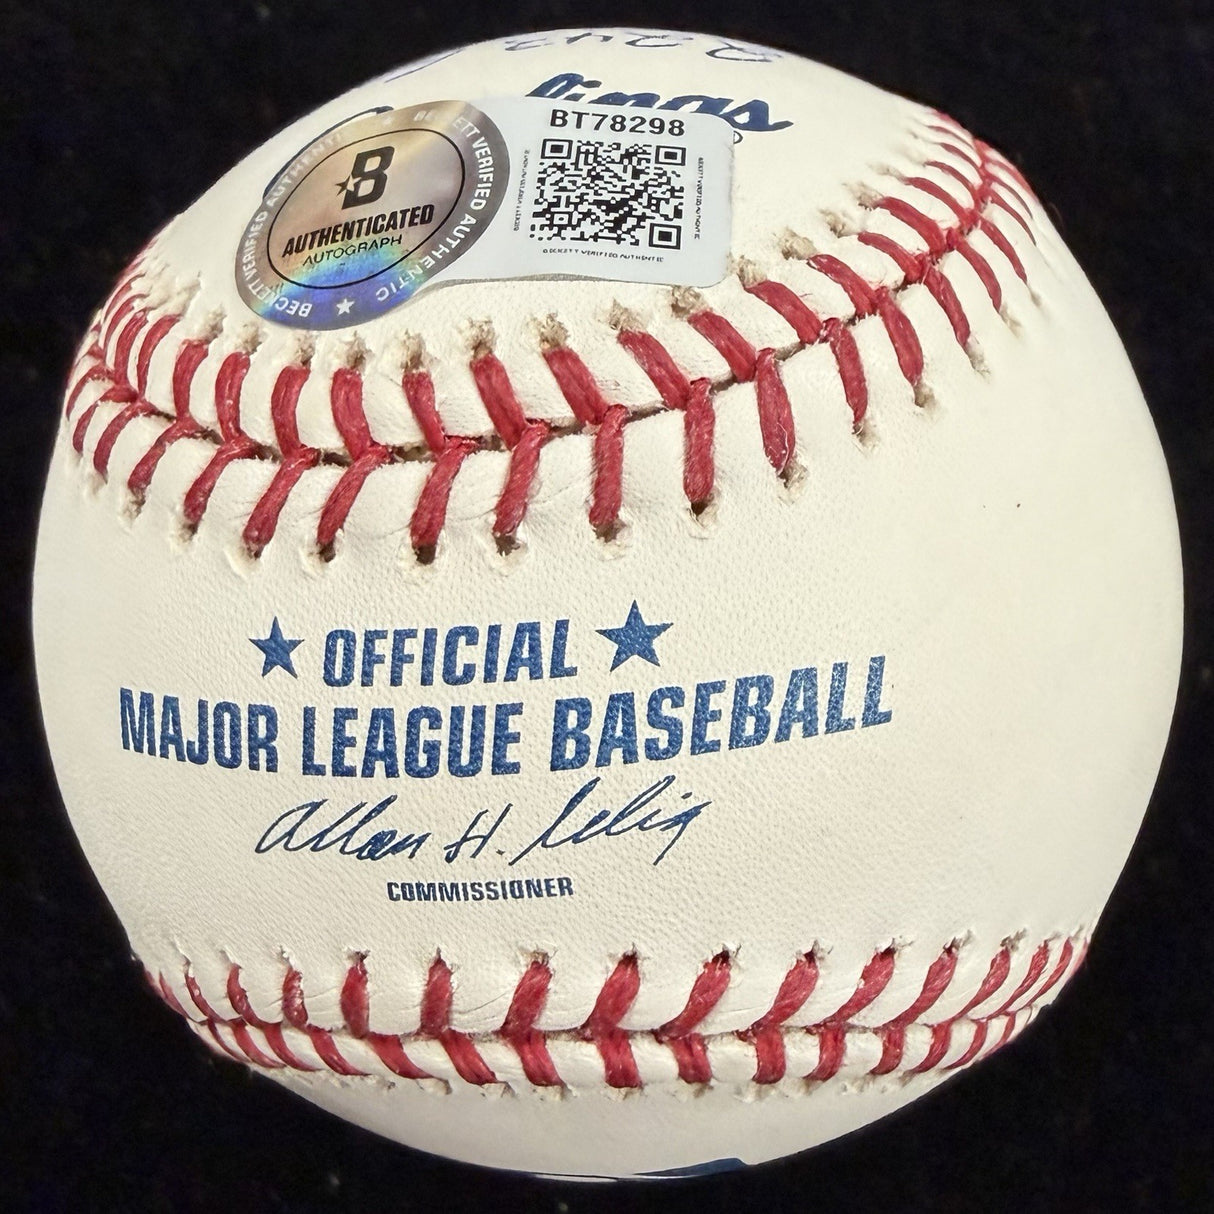 BT78298
B
AUTHENTICATED
AUTOGRAPH
BECKETT VERIFIED AUTHENTIC
★ OFFICIAL ★
MAJOR LEAGUE BASEBALL
Allan H. Selig
COMMISSIONER